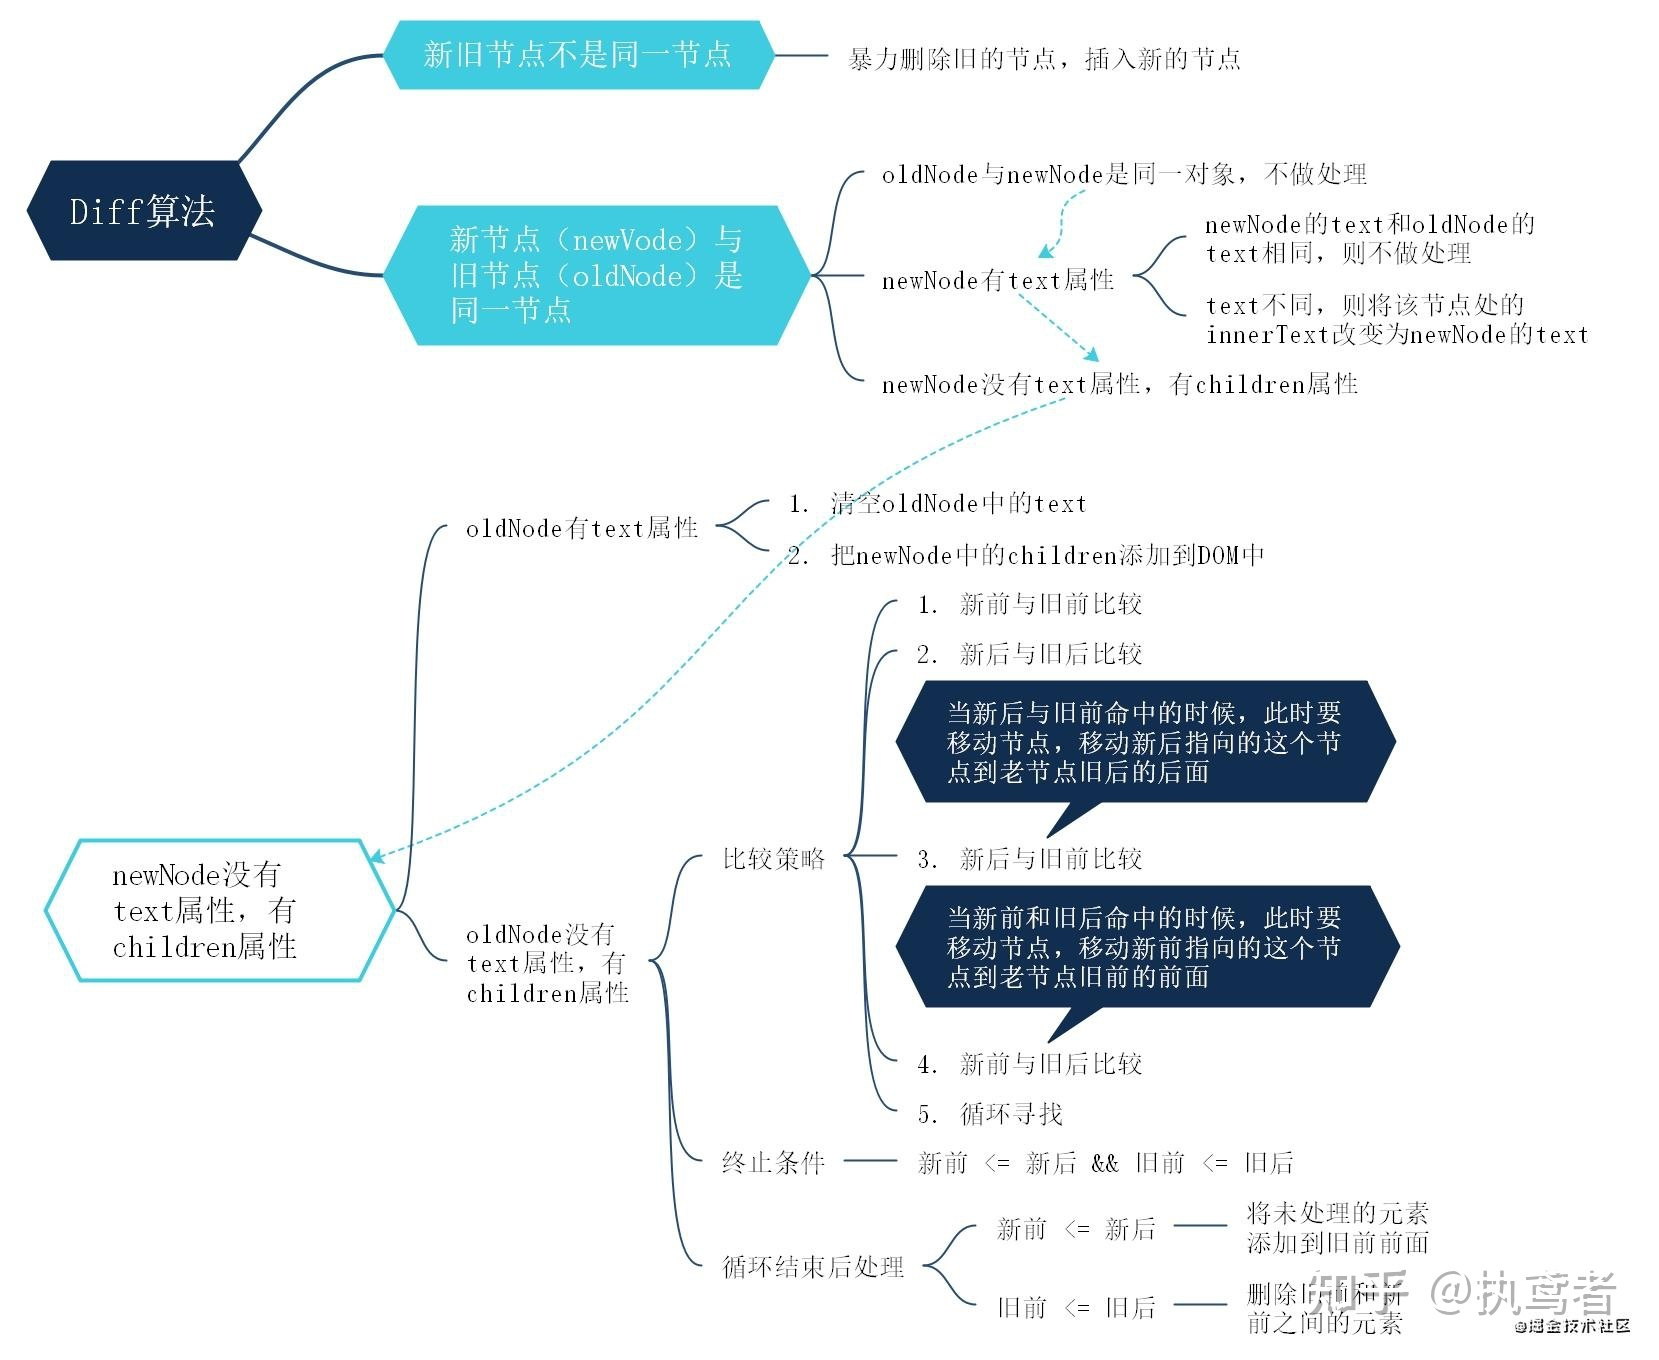 新旧节点不是同一节点
暴力删除旧的节点，插入新的节点
Diff算法
新节点（newVode）与
旧节点（oldNode）是
同一节点
oldNode与newNode是同一对象，不做处理
newNode有text属性
newNode的text和oldNode的
text相同，则不做处理
text不同，则将该节点处的
innerText改变为newNode的text
newNode没有text属性，有children属性
newNode没有
text属性，有
children属性
oldNode有text属性
1. 清空oldNode中的text
2. 把newNode中的children添加到DOM中
oldNode没有
text属性，有
children属性
比较策略
1. 新前与旧前比较
2. 新后与旧后比较
当新后与旧前命中的时候，此时要
移动节点，移动新后指向的这个节
点到老节点旧后的后面
3. 新后与旧前比较
当新前和旧后命中的时候，此时要
移动节点，移动新前指向的这个节
点到老节点旧前的前面
4. 新前与旧后比较
5. 循环寻找
终止条件
新前 <= 新后 && 旧前 <= 旧后
循环结束后处理
新前 <= 新后
将未处理的元素
添加到旧前前面
旧前 <= 旧后
删除旧前和新
前之间的元素
知乎 @执鸢者
@掘金技术社区